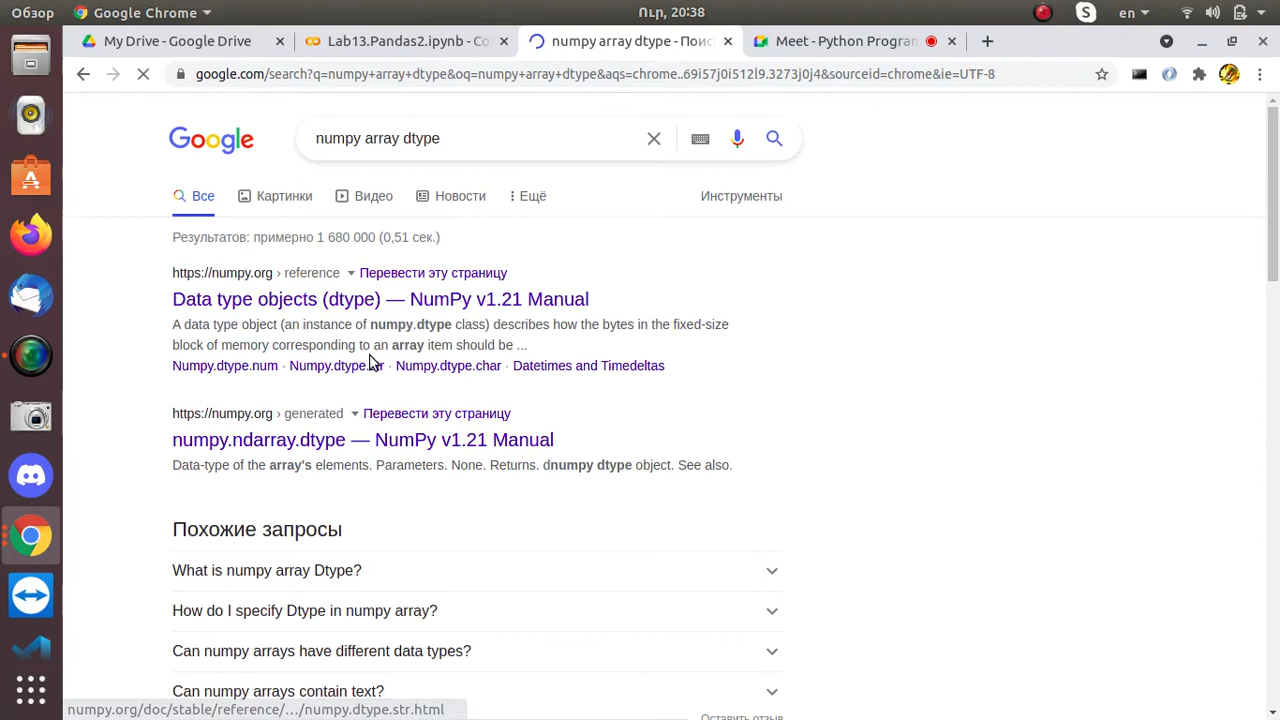 Обзор
Google Chrome
Ուր, 20:38
en
My Drive - Google Drive
Lab13.Pandas2.ipynb - Co
numpy array dtype - Поис
Meet - Python Program
google.com/search?q=numpy+array+dtype&oq=numpy+array+dtype&aqs=chrome..69i57j0i512l9.3273j0j4&sourceid=chrome&ie=UTF-8
Google
numpy array dtype
Все
Картинки
Видео
Новости
Ещё
Инструменты
Результатов: примерно 1 680 000 (0,51 сек.)
https://numpy.org › reference Перевести эту страницу
Data type objects (dtype) — NumPy v1.21 Manual
A data type object (an instance of numpy.dtype class) describes how the bytes in the fixed-size
block of memory corresponding to an array item should be ...
Numpy.dtype.num · Numpy.dtype.str · Numpy.dtype.char · Datetimes and Timedeltas
https://numpy.org › generated Перевести эту страницу
numpy.ndarray.dtype — NumPy v1.21 Manual
Data-type of the array's elements. Parameters. None. Returns. dnumpy dtype object. See also.
Похожие запросы
What is numpy array Dtype?
How do I specify Dtype in numpy array?
Can numpy arrays have different data types?
Can numpy arrays contain text?
Оставить отзыв
numpy.org/doc/stable/reference/…/numpy.dtype.str.html